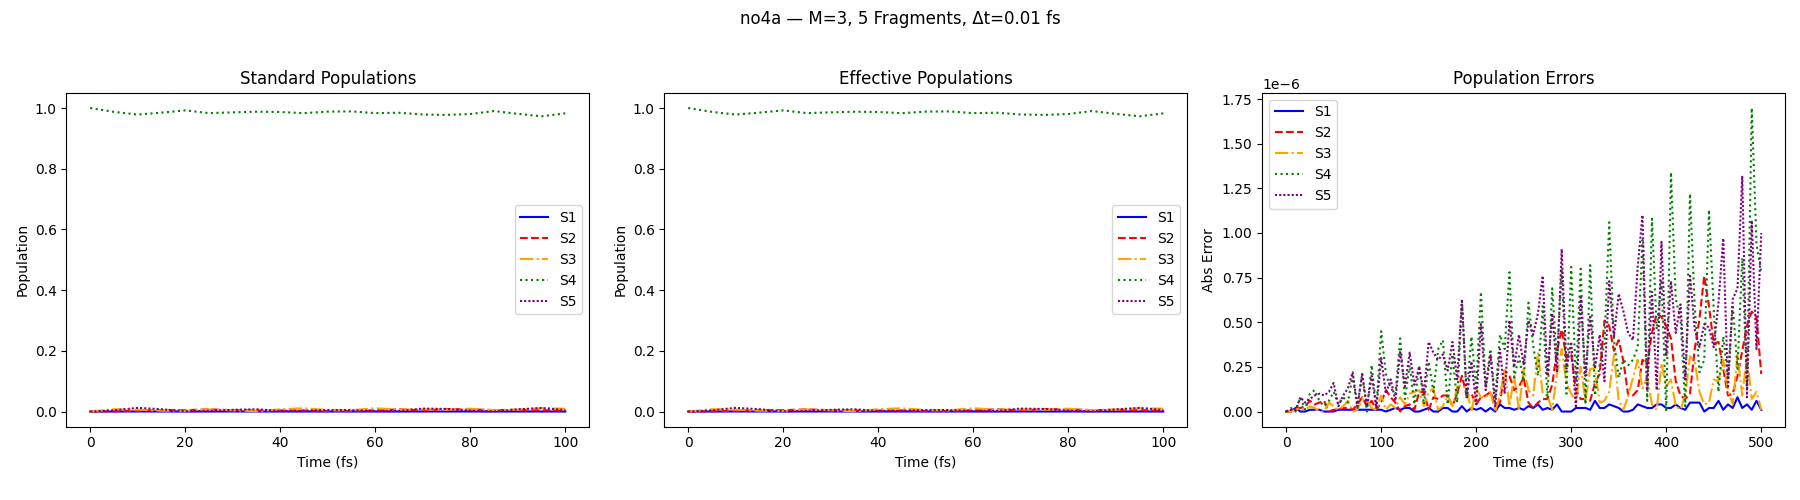 no4a — M=3, 5 Fragments, Δt=0.01 fs
Standard Populations
Population
1.0
0.8
0.6
0.4
0.2
0.0
S1
S2
S3
S4
S5
0 20 40 60 80 100
Time (fs)
Effective Populations
Population
1.0
0.8
0.6
0.4
0.2
0.0
S1
S2
S3
S4
S5
0 20 40 60 80 100
Time (fs)
Population Errors
1e−6
Abs Error
1.75
1.50
1.25
1.00
0.75
0.50
0.25
0.00
S1
S2
S3
S4
S5
0 100 200 300 400 500
Time (fs)